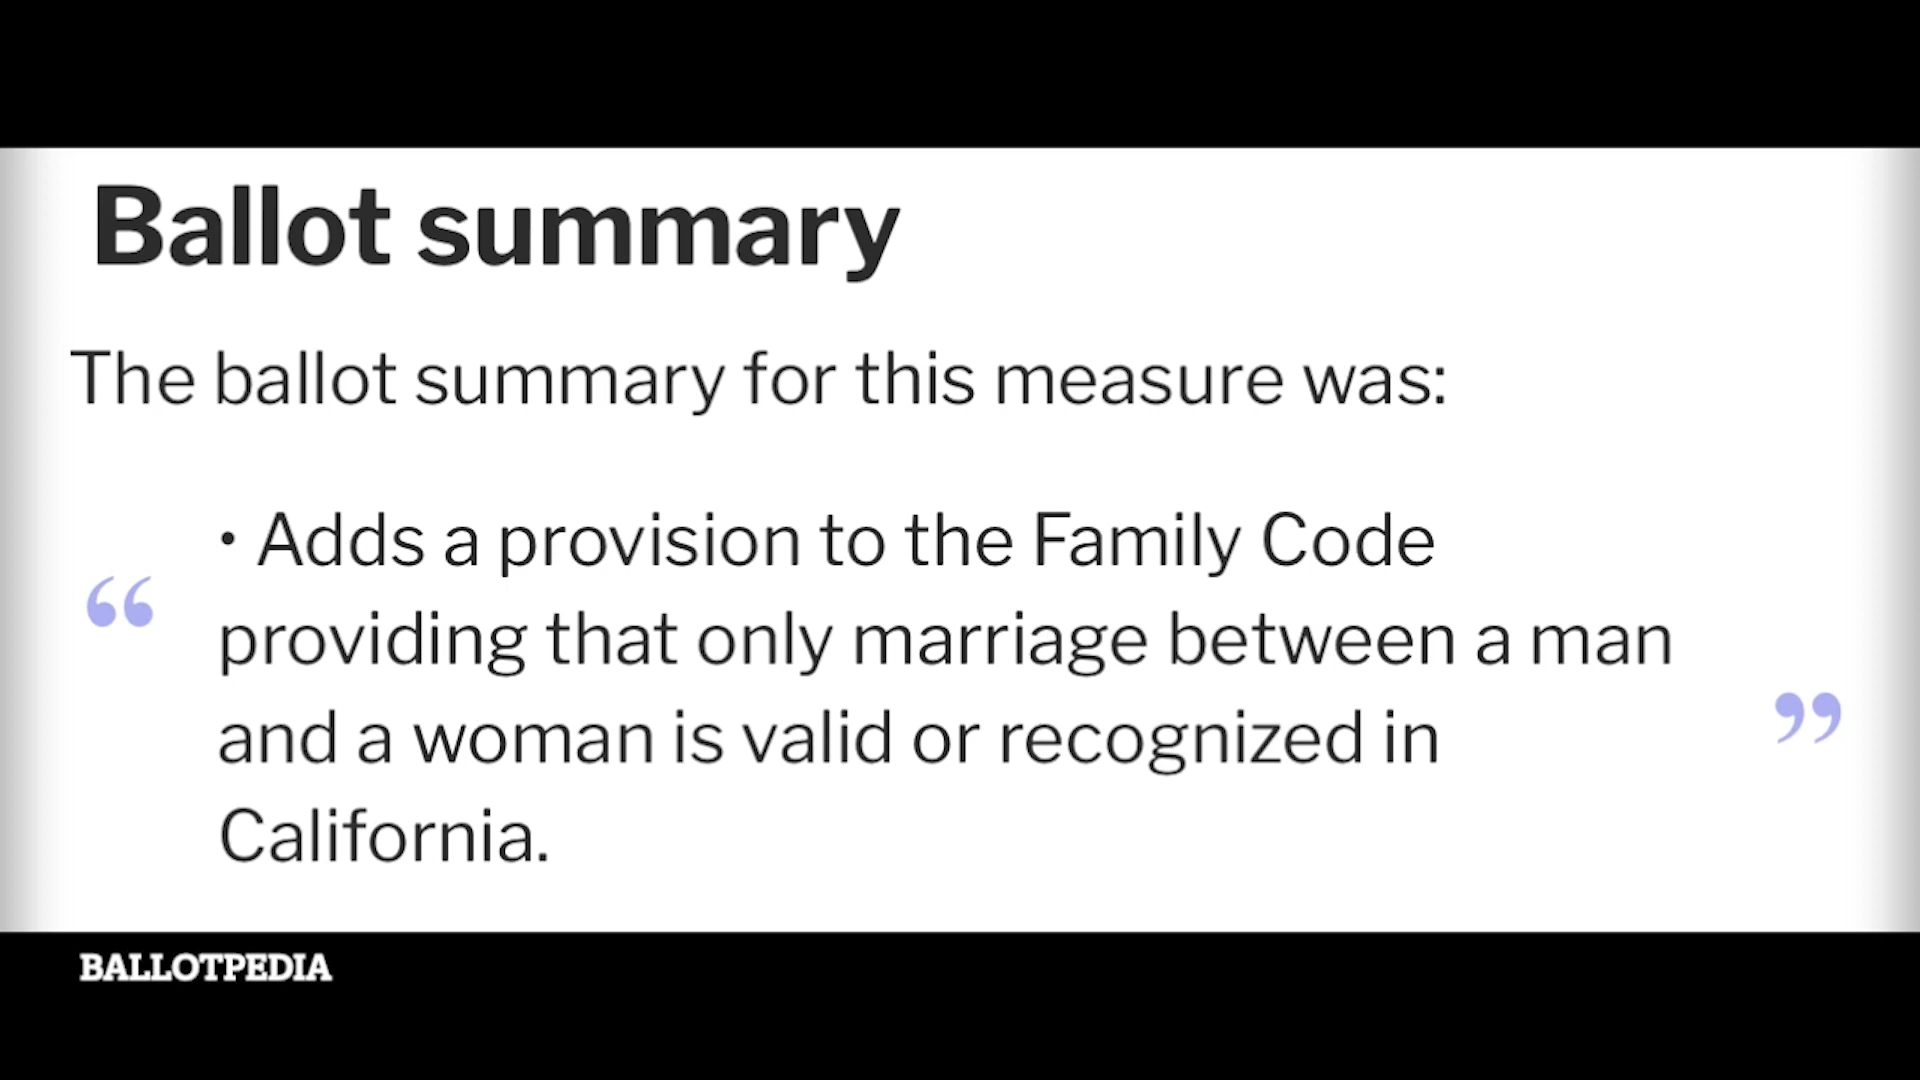 Ballot summary
The ballot summary for this measure was:
“
• Adds a provision to the Family Code
providing that only marriage between a man
and a woman is valid or recognized in
California.
”
BALLOTPEDIA